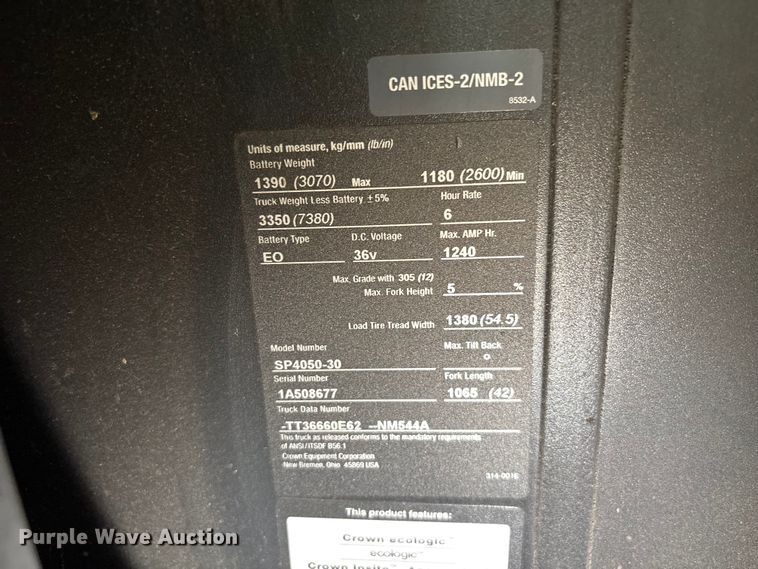 CAN ICES-2/NMB-2
8532-A
Units of measure, kg/mm (lb/in)
Battery Weight
1390 (3070) Max 1180 (2600) Min
Truck Weight Less Battery ±5% Hour Rate
3350 (7380) 6
Battery Type D.C. Voltage Max. AMP Hr.
EO 36v 1240
Max. Grade with 305 (12)
Max. Fork Height 5 %
Load Tire Tread Width 1380 (54.5)
Model Number Max. Tilt Back
SP4050-30 °
Serial Number Fork Length
1A508677 1065 (42)
Truck Data Number
-TT36660E62 --NM544A
This truck as released conforms to the mandatory requirements
of ANSI/ITSDF B56.1
Crown Equipment Corporation
New Bremen, Ohio 45869 USA
314-0016
This product features:
Crown ecologic™
ecologic™
Crown Insite™
Purple Wave Auction